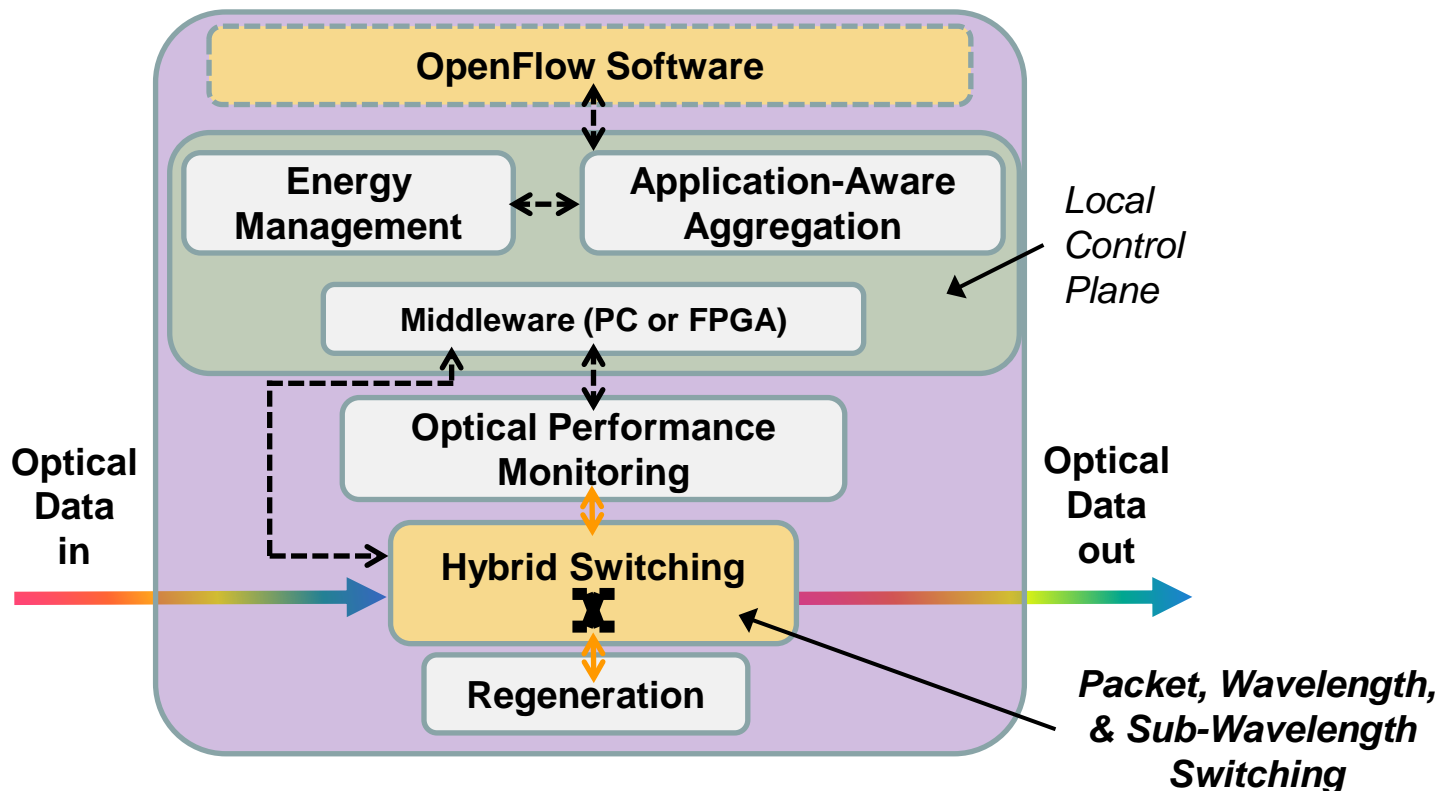 OpenFlow Software
Energy
Management
Application-Aware
Aggregation
Local
Control
Plane
Middleware (PC or FPGA)
Optical Performance
Monitoring
Optical
Data
in
Optical
Data
out
Hybrid Switching
Regeneration
Packet, Wavelength,
& Sub-Wavelength
Switching